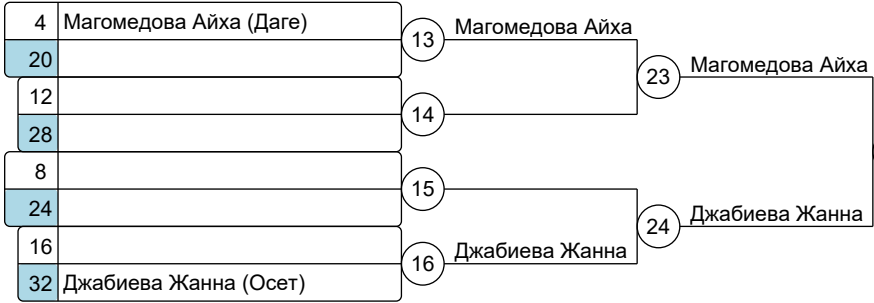 4 Магомедова Айха (Даге)
20
13 Магомедова Айха
12
28
14
23 Магомедова Айха
8
24
15
16
32 Джабиева Жанна (Осет)
16 Джабиева Жанна
24 Джабиева Жанна